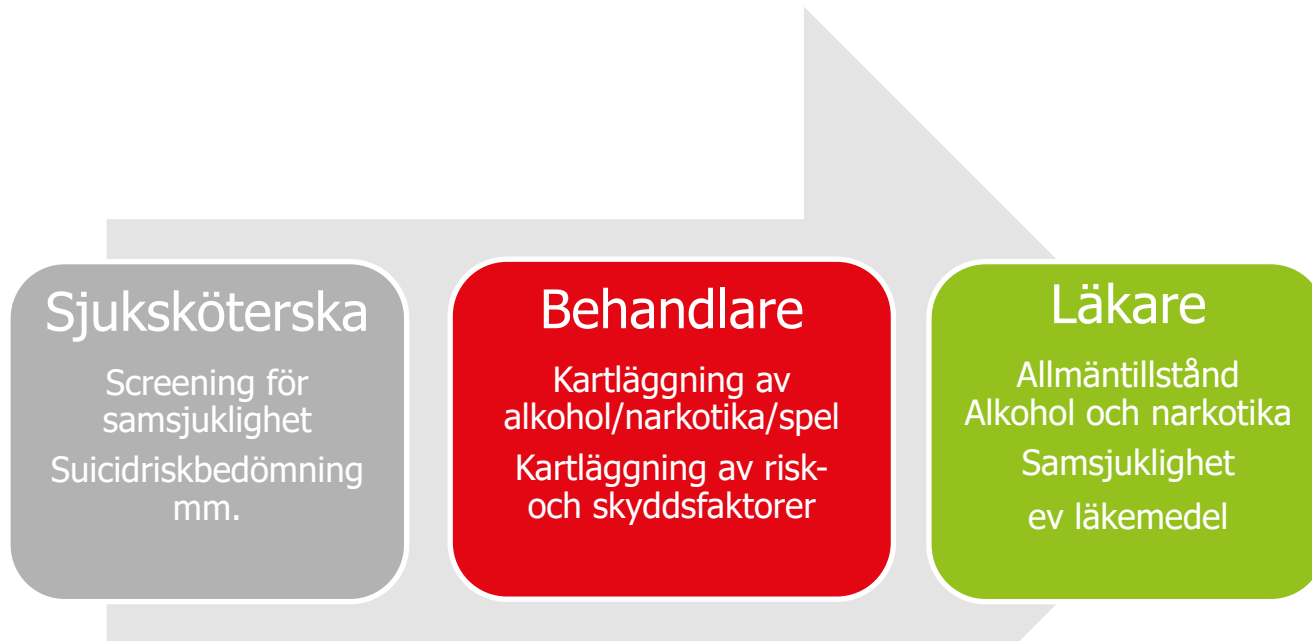 Sjuksköterska
Screening för
samsjuklighet
Suicidriskbedömning
mm.
Behandlare
Kartläggning av
alkohol/narkotika/spel
Kartläggning av risk-
och skyddsfaktorer
Läkare
Allmäntillstånd
Alkohol och narkotika
Samsjuklighet
ev läkemedel